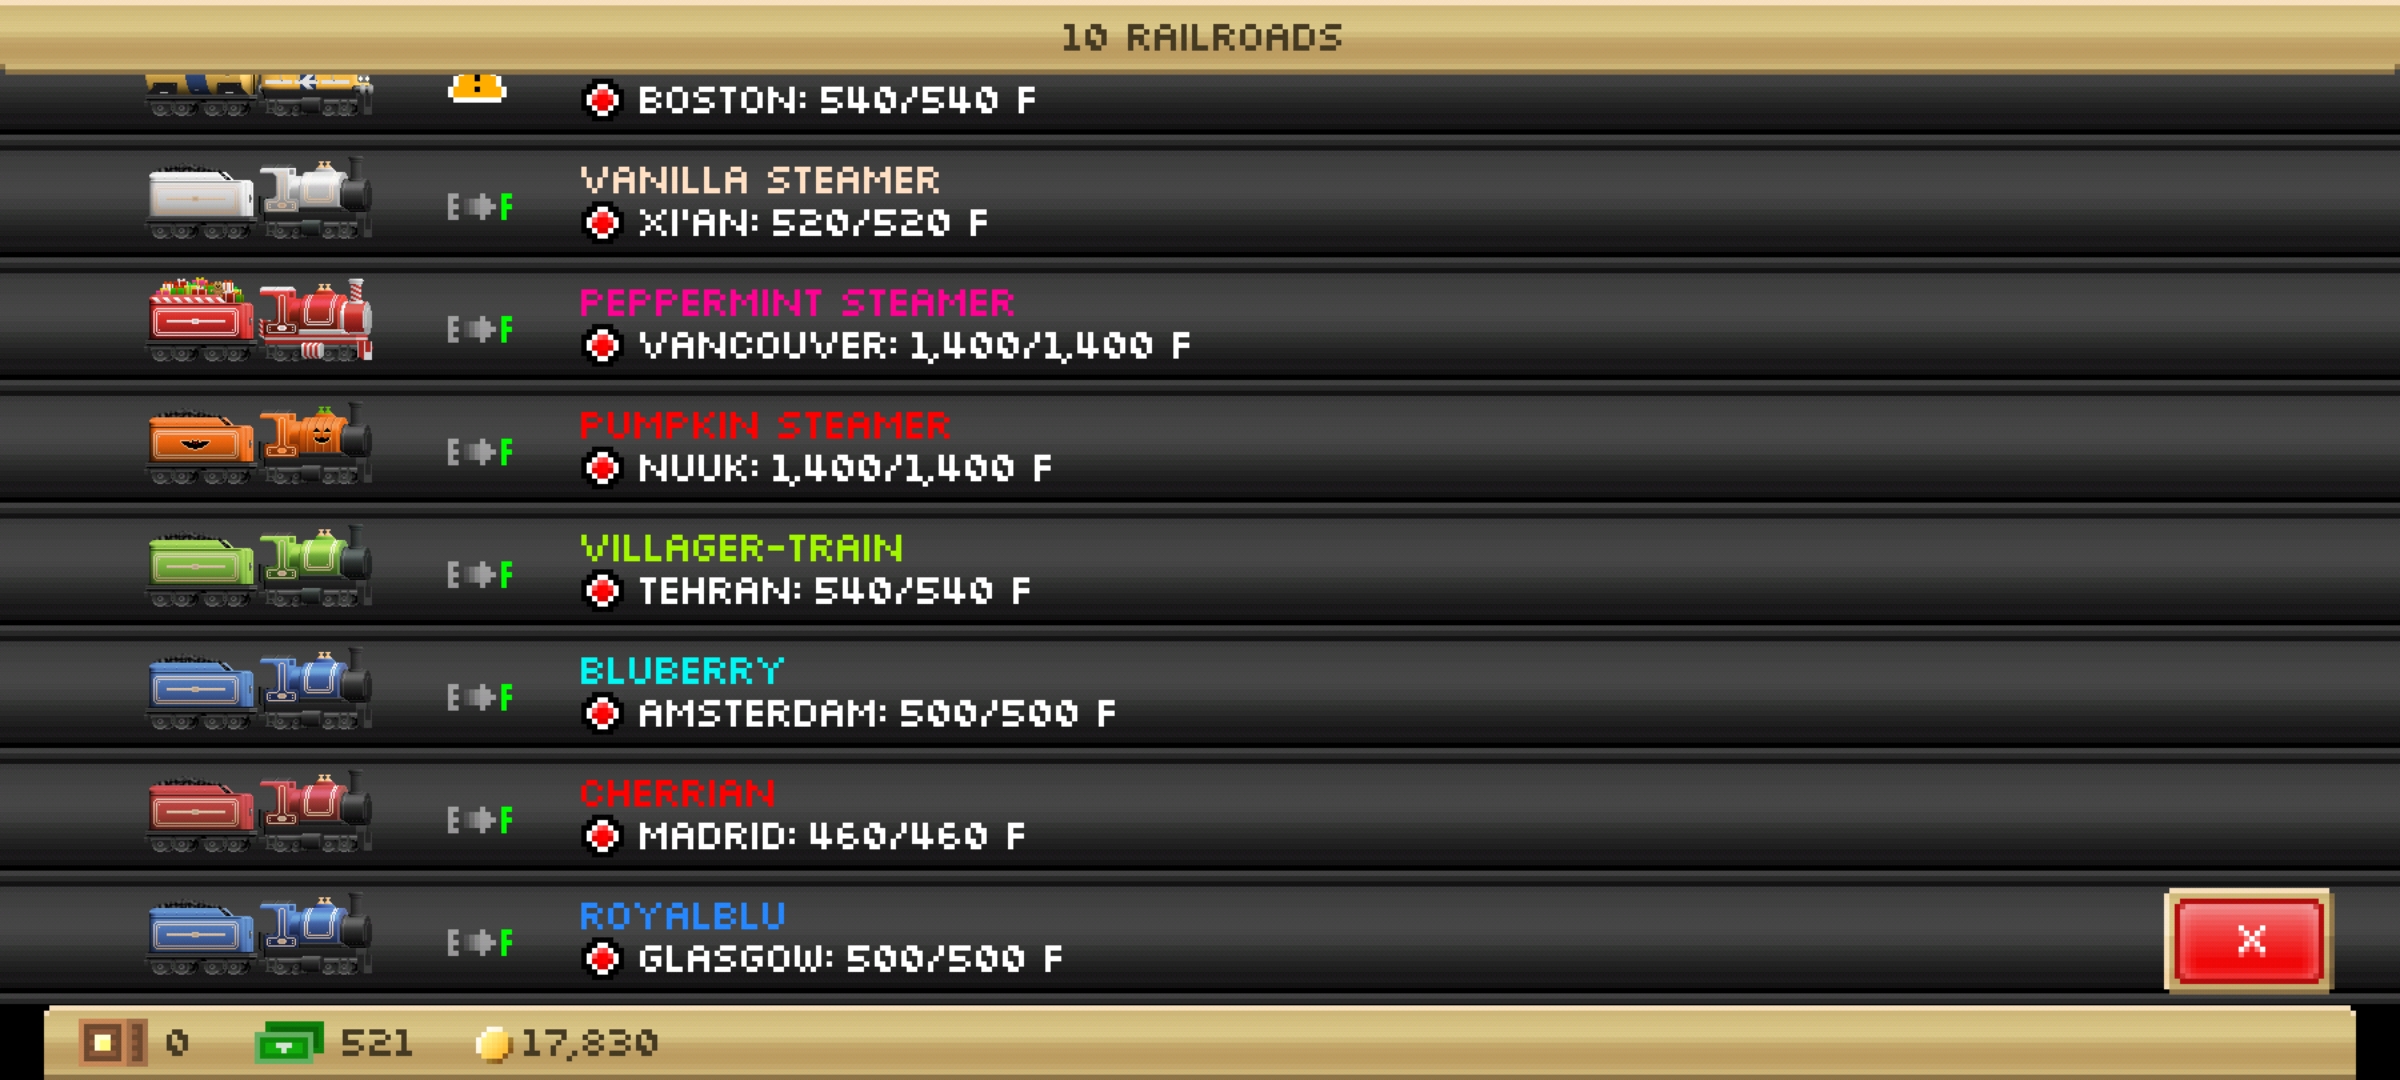 10 RAILROADS
BOSTON: 540/540 F
VANILLA STEAMER
E F
XI'AN: 520/520 F
PEPPERMINT STEAMER
E F
VANCOUVER: 1,400/1,400 F
PUMPKIN STEAMER
E F
NUUK: 1,400/1,400 F
VILLAGER-TRAIN
E F
TEHRAN: 540/540 F
BLUBERRY
E F
AMSTERDAM: 500/500 F
CHERRIAN
E F
MADRID: 460/460 F
ROYALBLU
E F
GLASGOW: 500/500 F
X
0 521 17,830